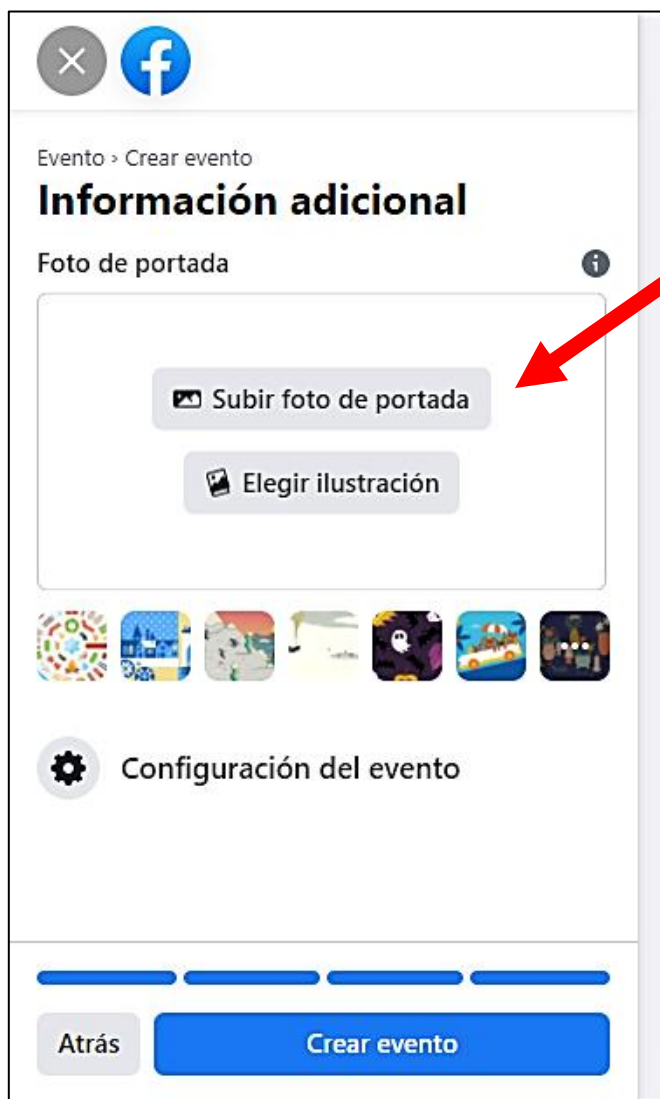 Evento › Crear evento
Información adicional
Foto de portada
Subir foto de portada
Elegir ilustración
Configuración del evento
Atrás
Crear evento